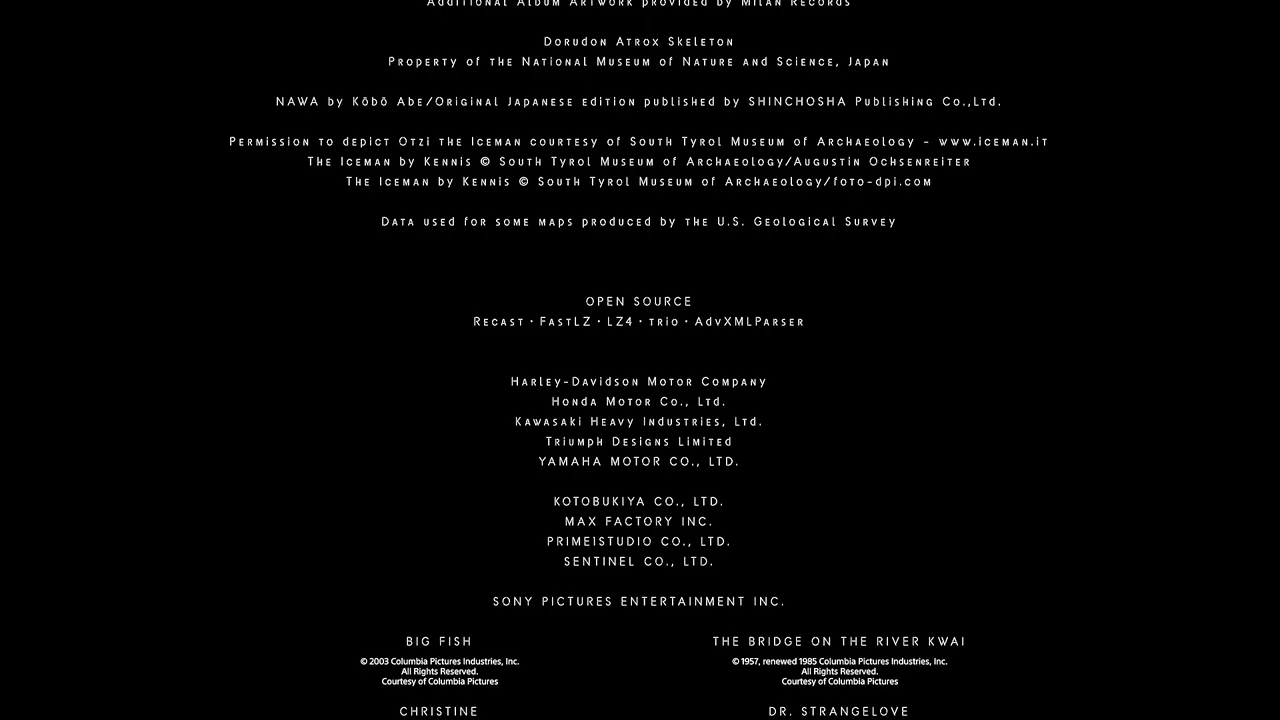 Additional Album Artwork provided by Milan Records
Dorudon Atrox Skeleton
Property of the National Museum of Nature and Science, Japan
NAWA by Kōbō Abe/Original Japanese edition published by SHINCHOSHA Publishing Co.,Ltd.
Permission to depict Otzi the Iceman courtesy of South Tyrol Museum of Archaeology - www.iceman.it
The Iceman by Kennis © South Tyrol Museum of Archaeology/Augustin Ochsenreiter
The Iceman by Kennis © South Tyrol Museum of Archaeology/foto-dpi.com
Data used for some maps produced by the U.S. Geological Survey
OPEN SOURCE
Recast・FastLZ・LZ4・trio・AdvXMLParser
Harley-Davidson Motor Company
Honda Motor Co., Ltd.
Kawasaki Heavy Industries, Ltd.
Triumph Designs Limited
YAMAHA MOTOR CO., LTD.
KOTOBUKIYA CO., LTD.
MAX FACTORY INC.
PRIME1STUDIO CO., LTD.
SENTINEL CO., LTD.
SONY PICTURES ENTERTAINMENT INC.
BIG FISH
© 2003 Columbia Pictures Industries, Inc.
All Rights Reserved.
Courtesy of Columbia Pictures
THE BRIDGE ON THE RIVER KWAI
© 1957, renewed 1985 Columbia Pictures Industries, Inc.
All Rights Reserved.
Courtesy of Columbia Pictures
CHRISTINE
DR. STRANGELOVE